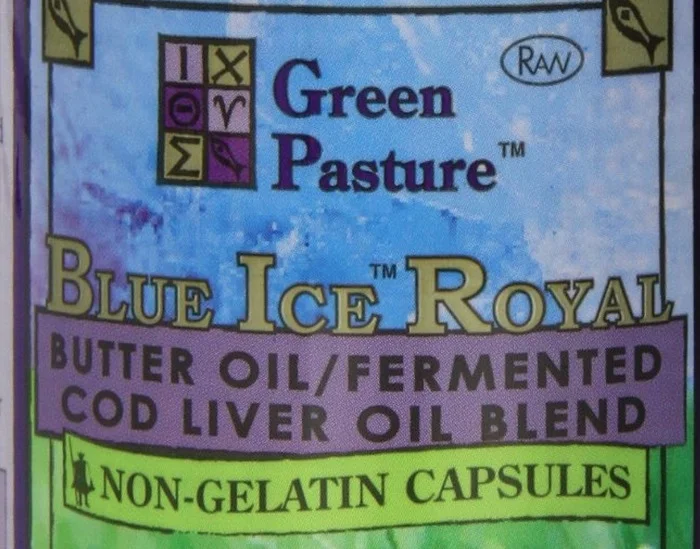 I X
Θ ϒ
Σ
RAW
Green
Pasture™
BLUE ICE™ ROYAL
BUTTER OIL/FERMENTED
COD LIVER OIL BLEND
NON-GELATIN CAPSULES